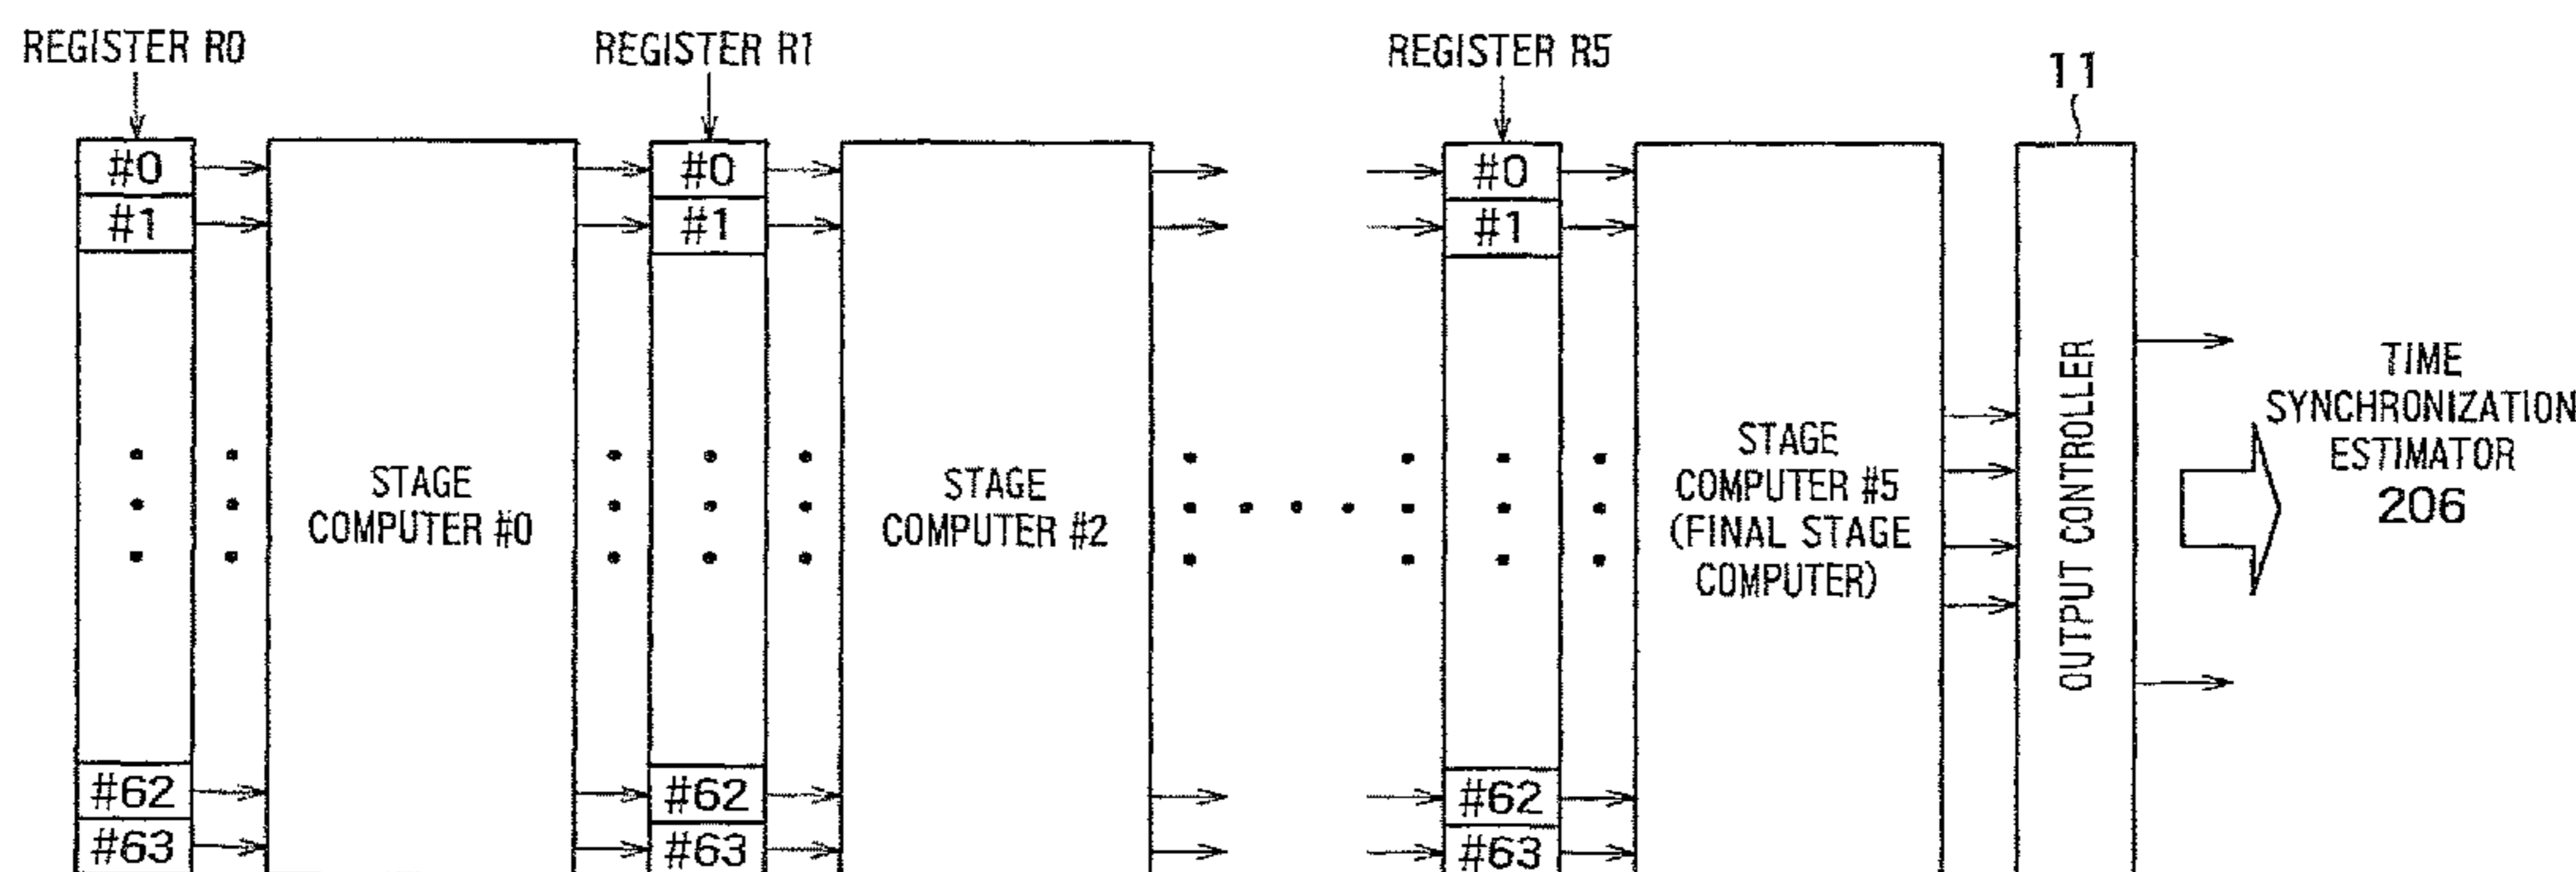 REGISTER R0
REGISTER R1
REGISTER R5
11
#0
#1
#62
#63
STAGE
COMPUTER #0
#0
#1
#62
#63
STAGE
COMPUTER #2
#0
#1
#62
#63
STAGE
COMPUTER #5
(FINAL STAGE
COMPUTER)
OUTPUT CONTROLLER
TIME
SYNCHRONIZATION
ESTIMATOR
206